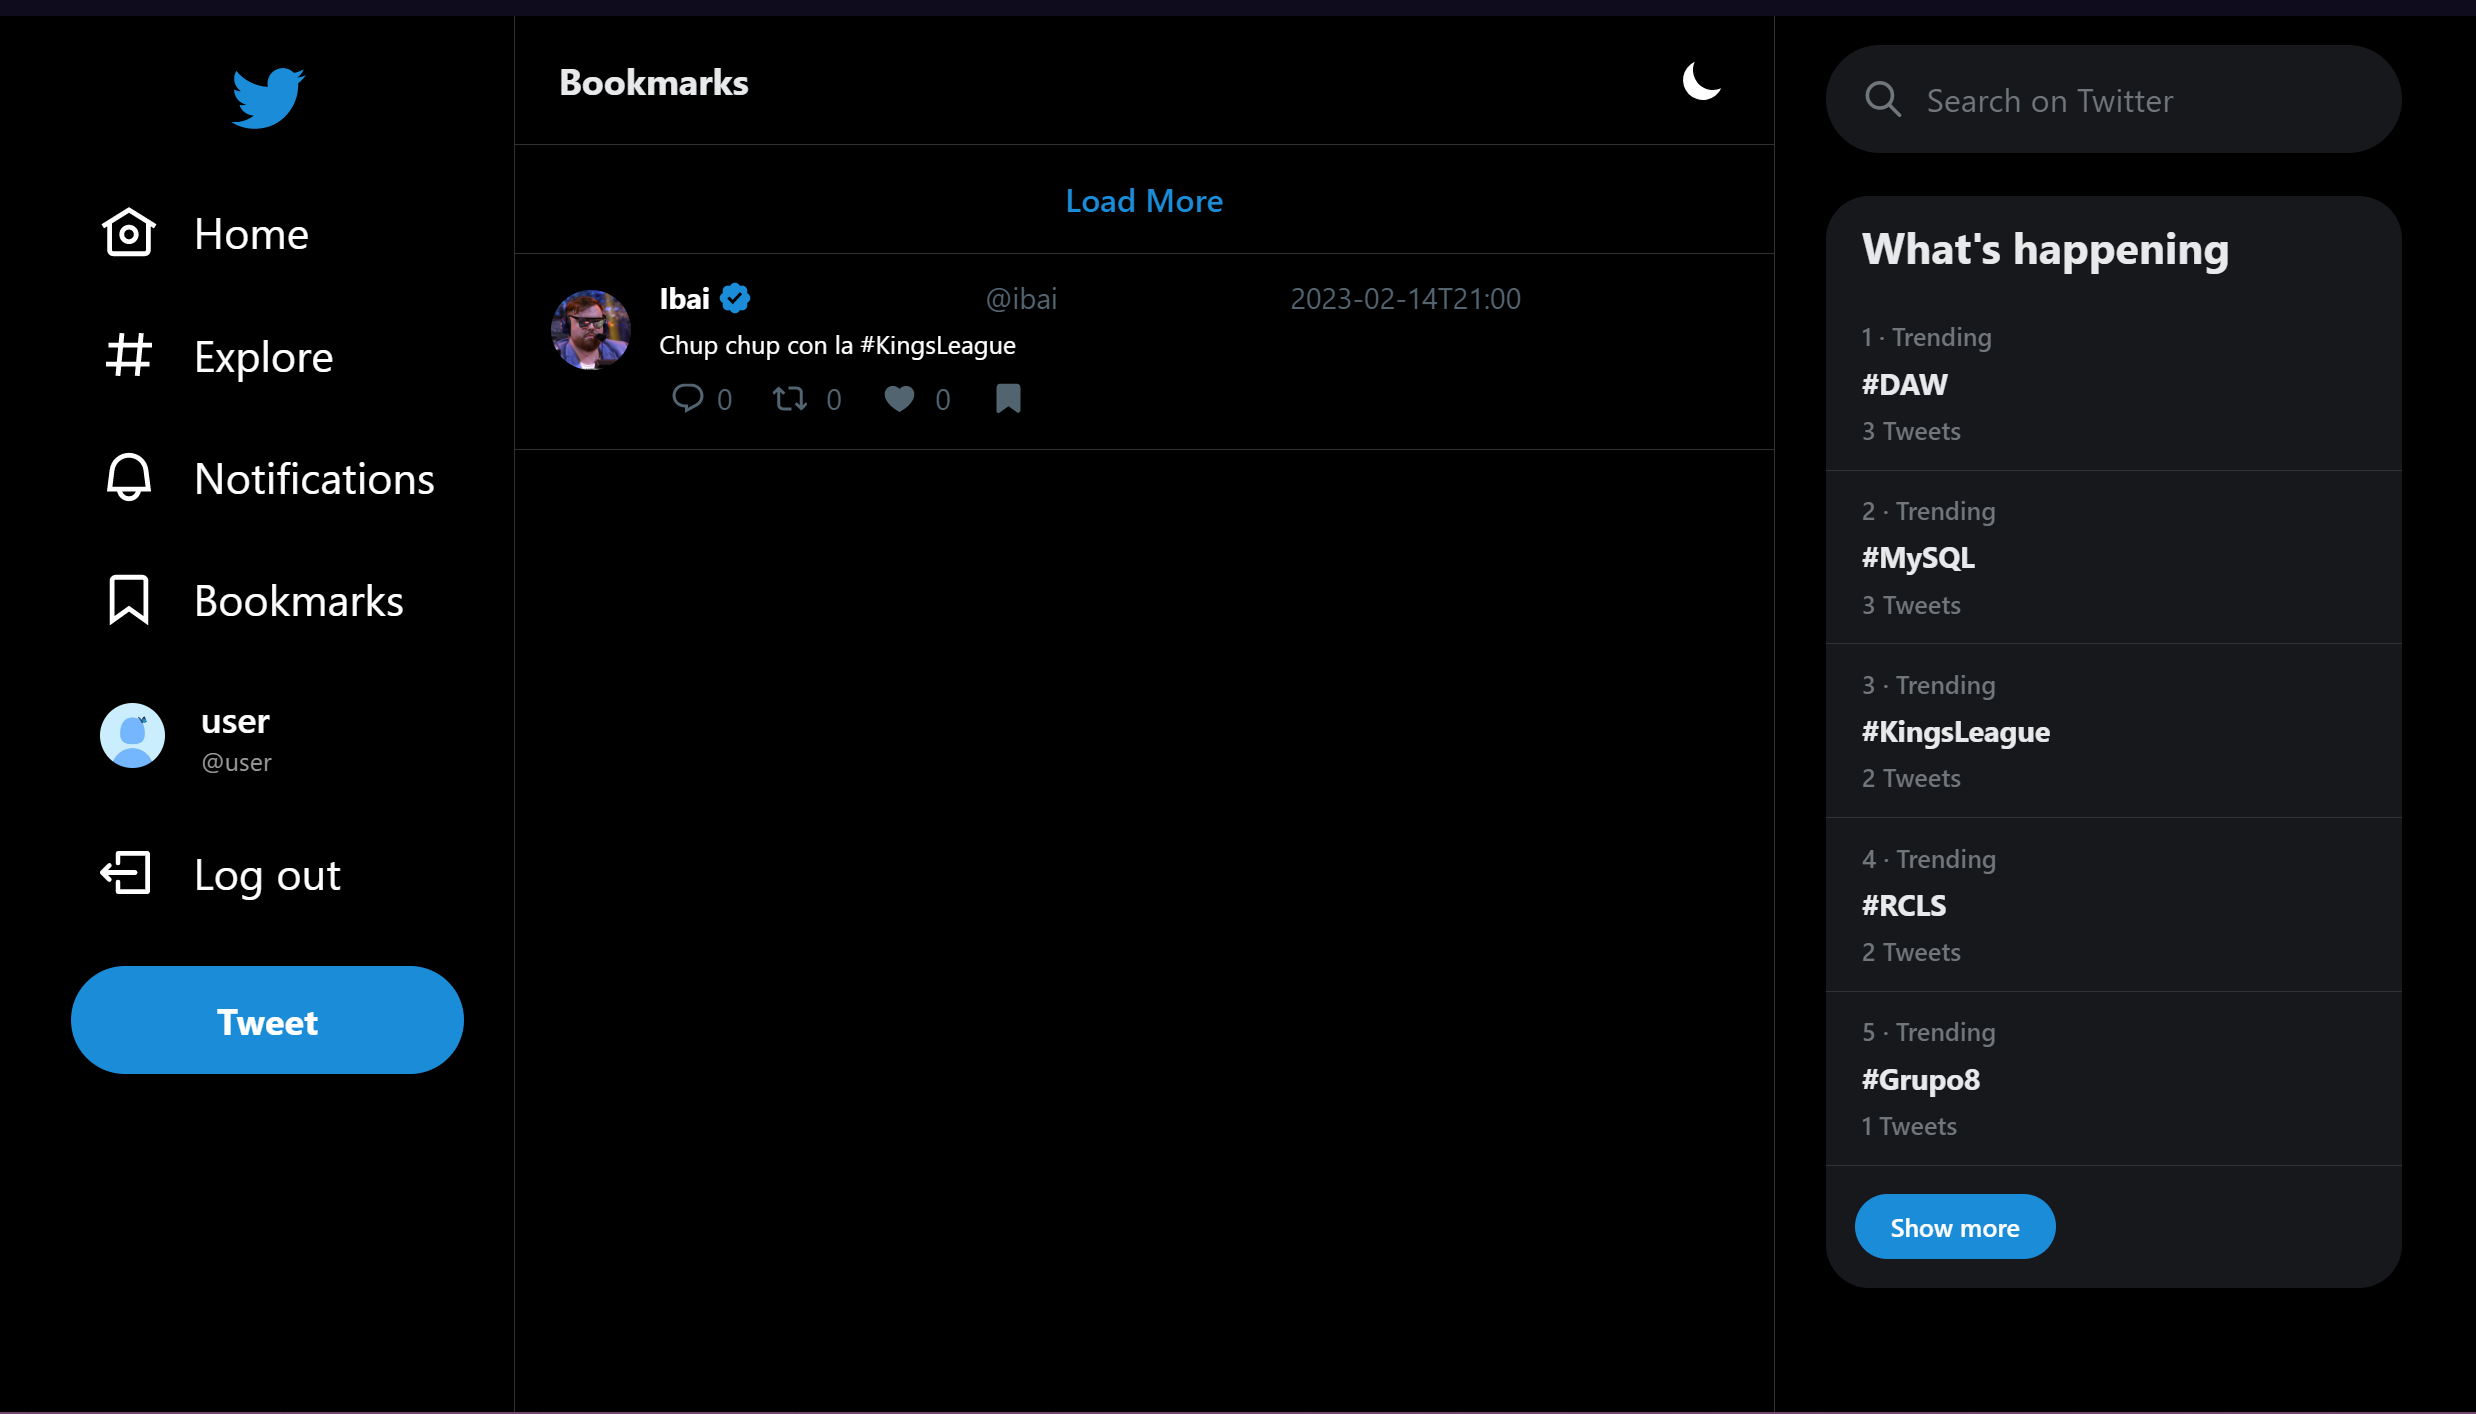 Home
Explore
Notifications
Bookmarks
user
@user
Log out
Tweet
Bookmarks
Load More
Ibai @ibai 2023-02-14T21:00
Chup chup con la #KingsLeague
0 0 0
Search on Twitter
What's happening
1 · Trending
#DAW
3 Tweets
2 · Trending
#MySQL
3 Tweets
3 · Trending
#KingsLeague
2 Tweets
4 · Trending
#RCLS
2 Tweets
5 · Trending
#Grupo8
1 Tweets
Show more